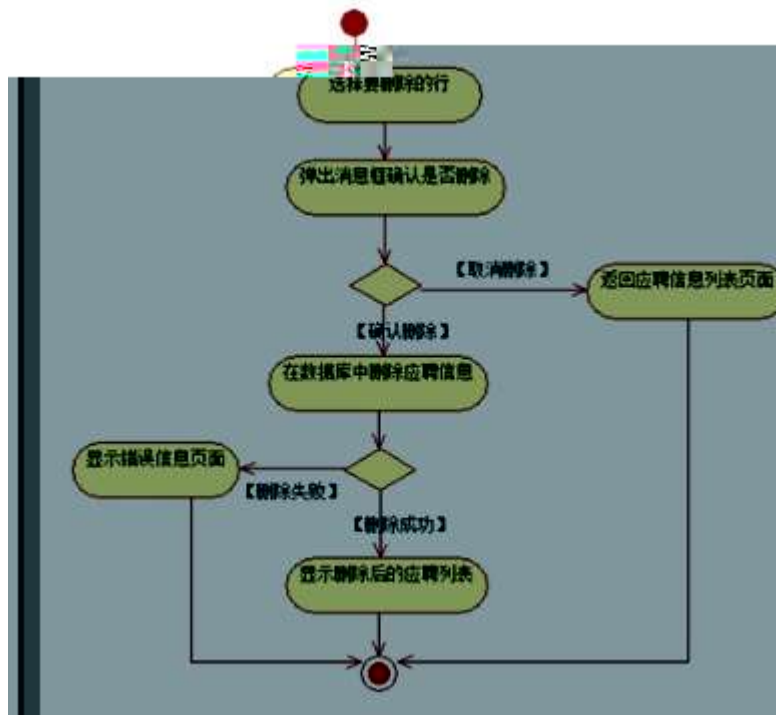 选择要删除的行
弹出消息框确认是否删除
【取消删除】
返回应聘信息列表页面
【确认删除】
在数据库中删除应聘信息
显示错误信息页面
【删除失败】
【删除成功】
显示删除后的应聘列表